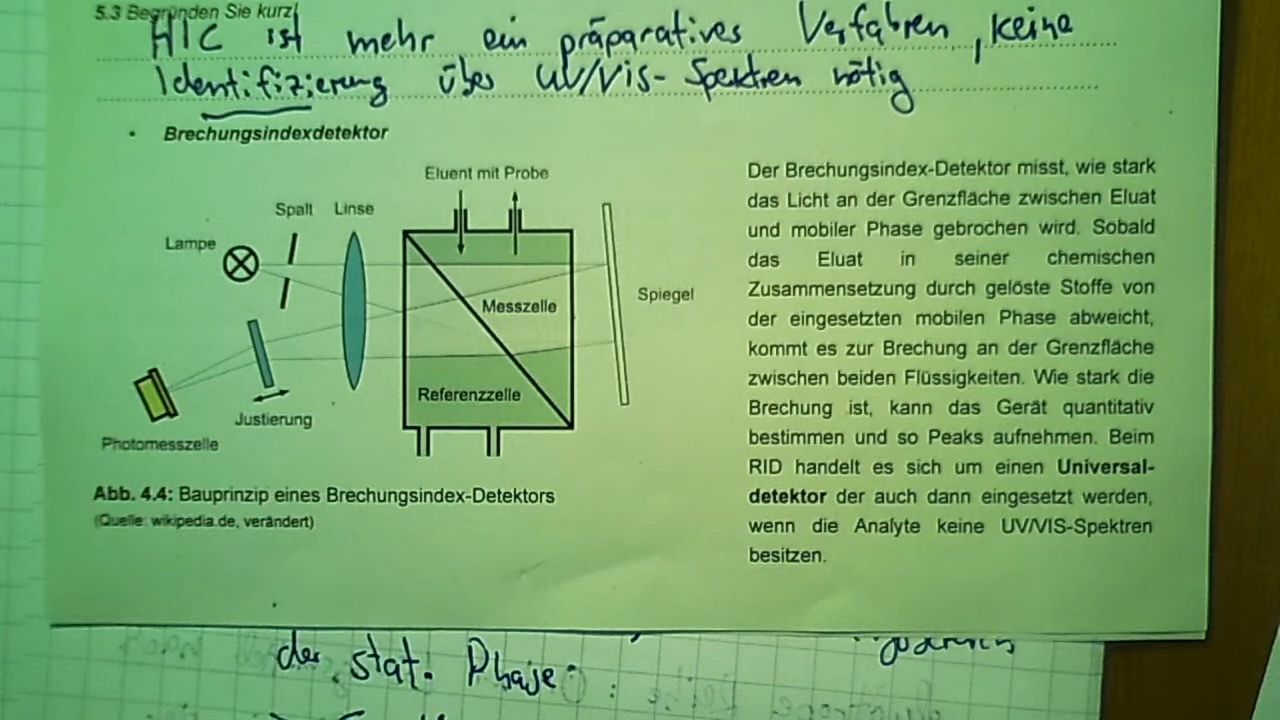 5.3 Begründen Sie kurz!
HIC ist mehr ein präparatives Verfahren, keine
Identifizierung über UV/Vis-Spektren nötig
• Brechungsindexdetektor
Eluent mit Probe
Spalt Linse
Lampe
Messzelle
Spiegel
Referenzzelle
Justierung
Photomesszelle
Abb. 4.4: Bauprinzip eines Brechungsindex-Detektors
(Quelle: wikipedia.de, verändert)
Der Brechungsindex-Detektor misst, wie stark
das Licht an der Grenzfläche zwischen Eluat
und mobiler Phase gebrochen wird. Sobald
das Eluat in seiner chemischen
Zusammensetzung durch gelöste Stoffe von
der eingesetzten mobilen Phase abweicht,
kommt es zur Brechung an der Grenzfläche
zwischen beiden Flüssigkeiten. Wie stark die
Brechung ist, kann das Gerät quantitativ
bestimmen und so Peaks aufnehmen. Beim
RID handelt es sich um einen Universal-
detektor der auch dann eingesetzt werden,
wenn die Analyte keine UV/VIS-Spektren
besitzen.
der stat. Phase